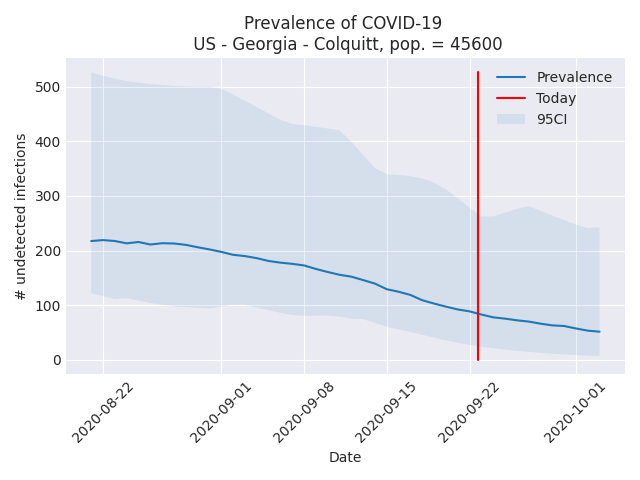 Prevalence of COVID-19
US - Georgia - Colquitt, pop. = 45600
Prevalence
Today
95CI
# undetected infections
500
400
300
200
100
0
2020-08-22
2020-09-01
2020-09-08
2020-09-15
2020-09-22
2020-10-01
Date